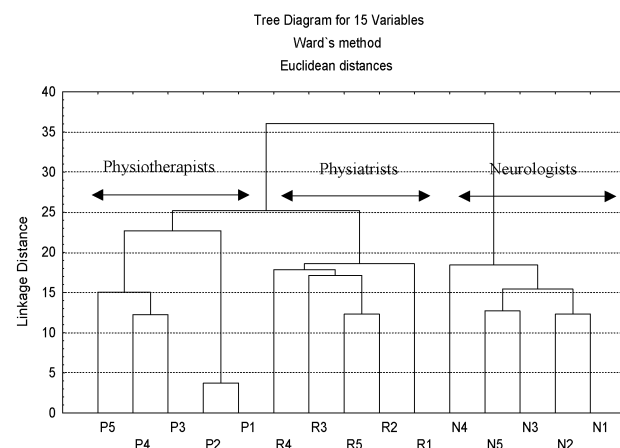 Tree Diagram for 15 Variables
Ward`s method
Euclidean distances
40
35
30
25
20
15
10
5
0
Linkage Distance
Physiotherapists Physiatrists Neurologists
P5 P3 P1 R3 R2 N4 N3 N1
P4 P2 R4 R5 R1 N5 N2